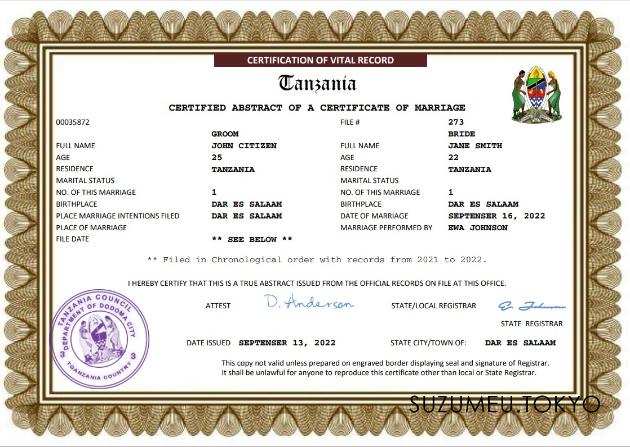 CERTIFICATION OF VITAL RECORD
Tanzania
CERTIFIED ABSTRACT OF A CERTIFICATE OF MARRIAGE
00035872 FILE # 273
GROOM BRIDE
FULL NAME JOHN CITIZEN FULL NAME JANE SMITH
AGE 25 AGE 22
RESIDENCE TANZANIA RESIDENCE TANZANIA
MARITAL STATUS MARITAL STATUS
NO. OF THIS MARRIAGE 1 NO. OF THIS MARRIAGE 1
BIRTHPLACE DAR ES SALAAM BIRTHPLACE DAR ES SALAAM
PLACE MARRIAGE INTENTIONS FILED DAR ES SALAAM DATE OF MARRIAGE SEPTENSER 16, 2022
PLACE OF MARRIAGE MARRIAGE PERFORMED BY EWA JOHNSON
FILE DATE ** SEE BELOW **
** Filed in Chronological order with records from 2021 to 2022.
I HEREBY CERTIFY THAT THIS IS A TRUE ABSTRACT ISSUED FROM THE OFFICIAL RECORDS ON FILE AT THIS OFFICE.
ATTEST D. Anderson STATE/LOCAL REGISTRAR
STATE REGISTRAR
TANZANIA COUNCIL
DEPARTMENT OF DODOMA CITY
TGANZANIA COUNTRY
DATE ISSUED SEPTENSER 13, 2022 STATE CITY/TOWN OF: DAR ES SALAAM
This copy not valid unless prepared on engraved border displaying seal and signature of Registrar.
It shall be unlawful for anyone to reproduce this certificate other than local or State Registrar.
SUZUMEU.TOKYO